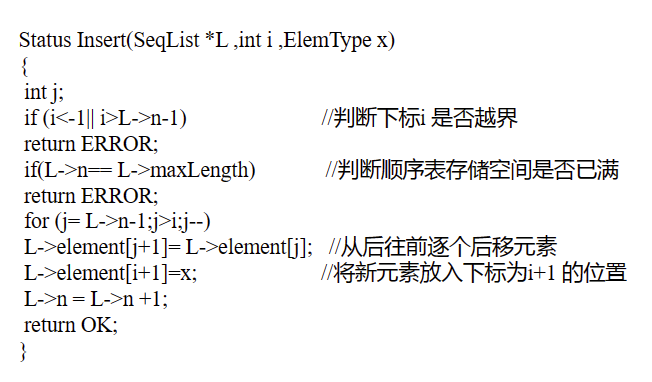 Status Insert(SeqList *L ,int i ,ElemType x)
{
int j;
if (i<-1|| i>L->n-1) //判断下标i 是否越界
return ERROR;
if(L->n== L->maxLength) //判断顺序表存储空间是否已满
return ERROR;
for (j= L->n-1;j>i;j--)
L->element[j+1]= L->element[j]; //从后往前逐个后移元素
L->element[i+1]=x; //将新元素放入下标为i+1 的位置
L->n = L->n +1;
return OK;
}